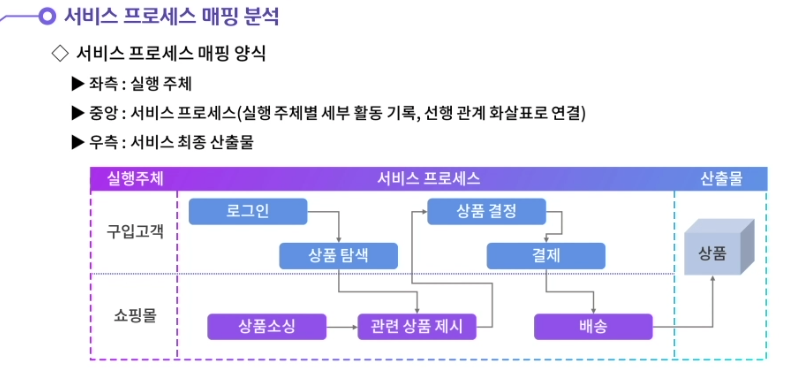 서비스 프로세스 매핑 분석
◇ 서비스 프로세스 매핑 양식
▶ 좌측 : 실행 주체
▶ 중앙 : 서비스 프로세스(실행 주체별 세부 활동 기록, 선행 관계 화살표로 연결)
▶ 우측 : 서비스 최종 산출물
실행주체 서비스 프로세스 산출물
로그인 상품 결정
구입고객
상품 탐색 결제 상품
쇼핑몰
상품소싱 관련 상품 제시 배송